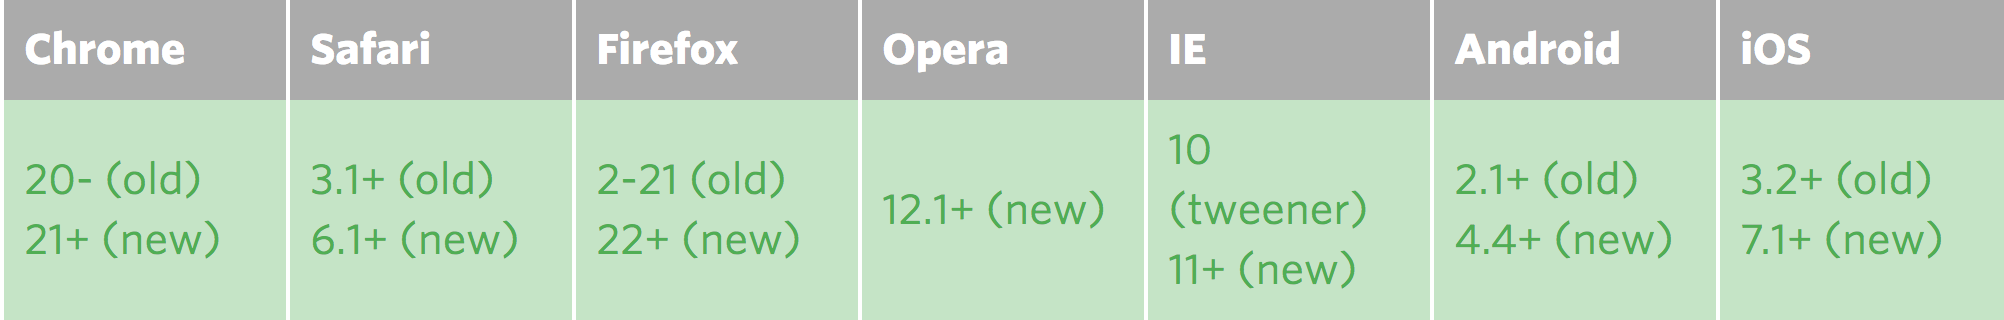 Chrome Safari Firefox Opera IE Android iOS
20- (old)
21+ (new)
3.1+ (old)
6.1+ (new)
2-21 (old)
22+ (new)
12.1+ (new)
10
(tweener)
11+ (new)
2.1+ (old)
4.4+ (new)
3.2+ (old)
7.1+ (new)